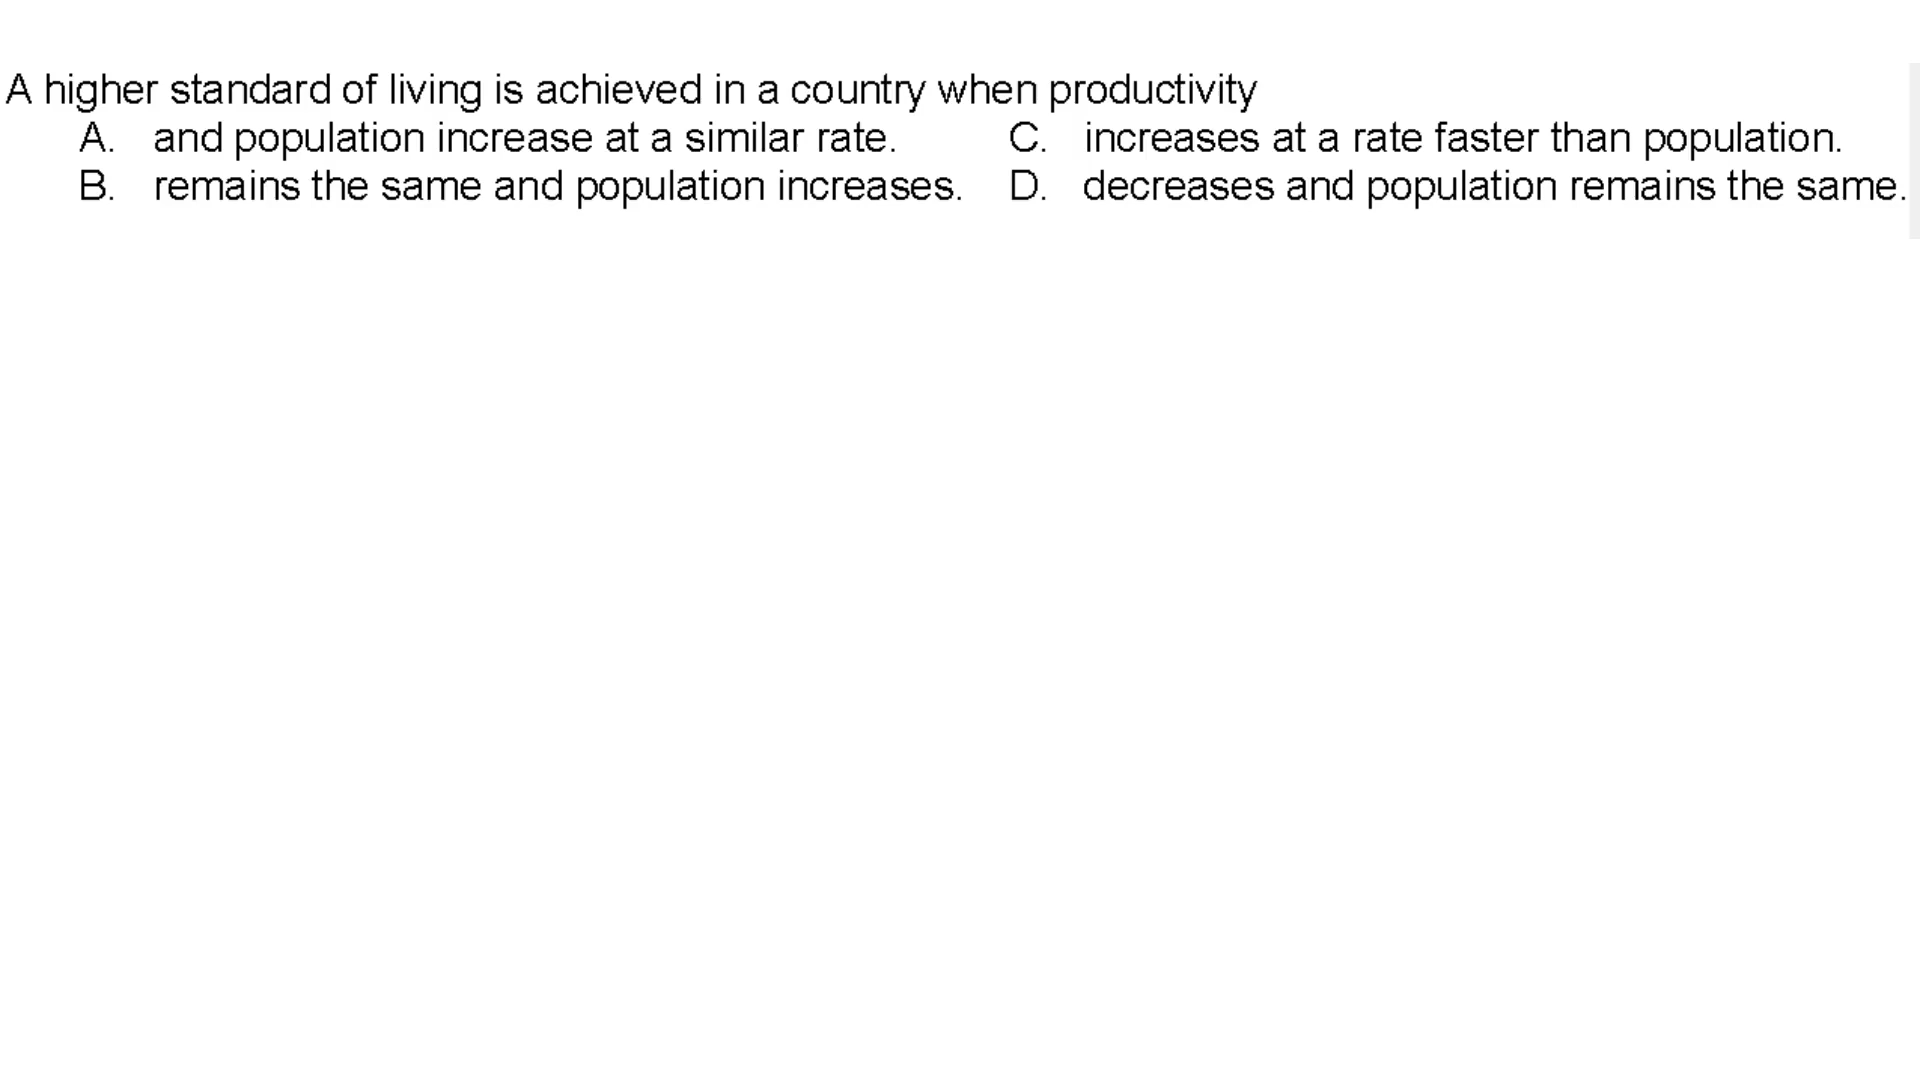 A higher standard of living is achieved in a country when productivity
A. and population increase at a similar rate. C. increases at a rate faster than population.
B. remains the same and population increases. D. decreases and population remains the same.